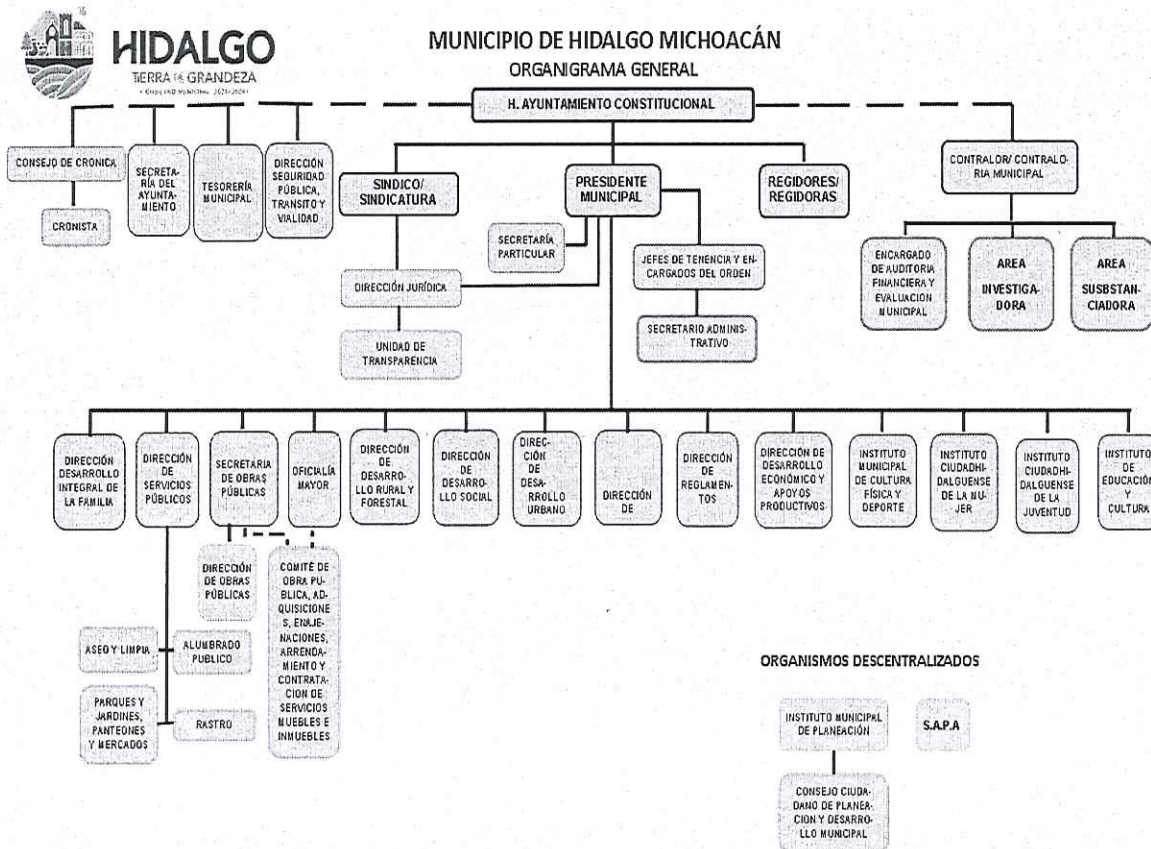 HIDALGO
TIERRA DE GRANDEZA
MUNICIPIO DE HIDALGO MICHOACÁN
ORGANIGRAMA GENERAL
H. AYUNTAMIENTO CONSTITUCIONAL
CONSEJO DE CRONICA
CRONISTA
SECRETA-
RÍA DEL
AYUNTA-
MIENTO
TESORERÍA
MUNICIPAL
DIRECCIÓN
SEGURIDAD
PÚBLICA,
TRANSITO Y
VIALIDAD
SINDICO/
SINDICATURA
PRESIDENTE
MUNICIPAL
REGIDORES/
REGIDORAS
CONTRALOR/ CONTRALO-
RIA MUNICIPAL
SECRETARÍA
PARTICULAR
DIRECCIÓN JURÍDICA
UNIDAD DE
TRANSPARENCIA
JEFES DE TENENCIA Y EN-
CARGADOS DEL ORDEN
SECRETARIO ADMINIS-
TRATIVO
ENCARGADO
DE AUDITORIA
FINANCIERA Y
EVALUACION
MUNICIPAL
AREA
INVESTIGA-
DORA
AREA
SUSBSTAN-
CIADORA
DIRECCIÓN
DESARROLLO
INTEGRAL DE
LA FAMILIA
DIRECCIÓN
DE
SERVICIOS
PÚBLICOS
SECRETARIA
DE OBRAS
PÚBLICAS
OFICIALÍA
MAYOR
DIRECCIÓN
DE
DESARRO-
LLO RURAL Y
FORESTAL
DIRECCIÓN
DE
DESARRO-
LLO SOCIAL
DIREC-
CIÓN
DE DESA-
RROLLO
URBANO
DIRECCIÓN
DE
DIRECCIÓN
DE
REGLAMEN-
TOS
DIRECCIÓN DE
DESARROLLO
ECONÓMICO Y
APOYOS
PRODUCTIVOS
INSTITUTO
MUNICIPAL
DE CULTURA
FÍSICA Y
DEPORTE
INSTITUTO
CIUDADHI-
DALGUENSE
DE LA MU-
JER
INSTITUTO
CIUDADHI-
DALGUENSE
DE LA
JUVENTUD
INSTITUTO
DE
EDUCACIÓN
Y
CULTURA
DIRECCIÓN
DE OBRAS
PÚBLICAS
COMITÉ DE
OBRA PU-
BLICA, AD-
QUISICIONE
S, ENAJE-
NACIONES,
ARRENDA-
MIENTO Y
CONTRATA-
CION DE
SERVICIOS
MUEBLES E
INMUEBLES
ASEO Y LIMPIA
ALUMBRADO
PUBLICO
PARQUES Y
JARDINES,
PANTEONES
Y MERCADOS
RASTRO
ORGANISMOS DESCENTRALIZADOS
INSTITUTO MUNICIPAL
DE PLANEACIÓN
S.A.P.A
CONSEJO CIUDA-
DANO DE PLANEA-
CION Y DESARRO-
LLO MUNICIPAL